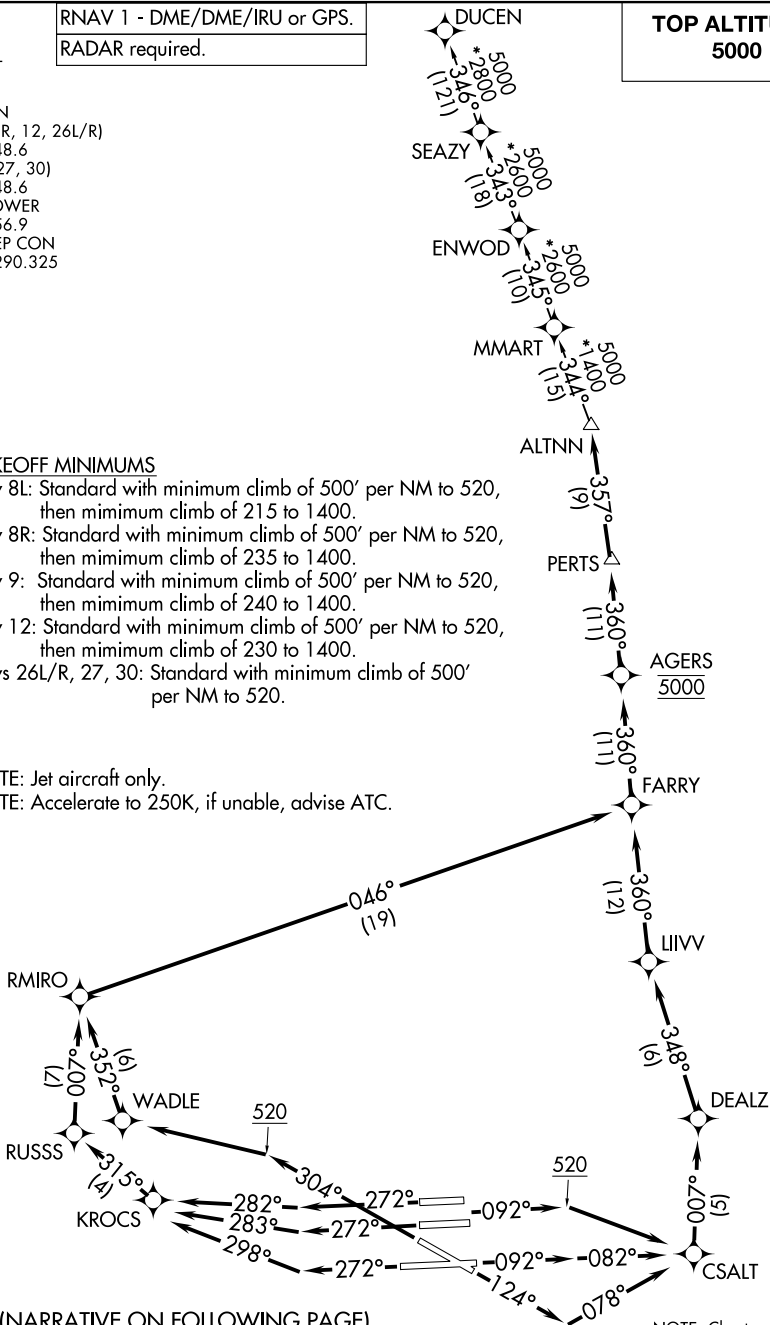 RNAV 1 - DME/DME/IRU or GPS.
RADAR required.
TOP ALTIT
5000
N
R, 12, 26L/R)
48.6
27, 30)
48.6
OWER
56.9
EP CON
290.325
DUCEN
5000
*2800
346°
(121)
SEAZY
5000
*2600
343°
(18)
ENWOD
5000
*2600
345°
(10)
MMART
5000
*1400
344°
(15)
ALTNN
357°
(9)
PERTS
360°
(11)
AGERS
5000
360°
(11)
FARRY
KEOFF MINIMUMS
y 8L: Standard with minimum climb of 500' per NM to 520,
then mimimum climb of 215 to 1400.
y 8R: Standard with minimum climb of 500' per NM to 520,
then mimimum climb of 235 to 1400.
y 9: Standard with minimum climb of 500' per NM to 520,
then mimimum climb of 240 to 1400.
y 12: Standard with minimum climb of 500' per NM to 520,
then mimimum climb of 230 to 1400.
ys 26L/R, 27, 30: Standard with minimum climb of 500'
per NM to 520.
TE: Jet aircraft only.
TE: Accelerate to 250K, if unable, advise ATC.
046°
(19)
360°
(12)
LIIVV
RMIRO
348°
(6)
007°
(7)
352°
(6)
WADLE
DEALZ
RUSSS
520
520
315°
(4)
304°
007°
(5)
KROCS
282°
272°
092°
283°
272°
298°
272°
092°
082°
CSALT
124°
078°
(NARRATIVE ON FOLLOWING PAGE)